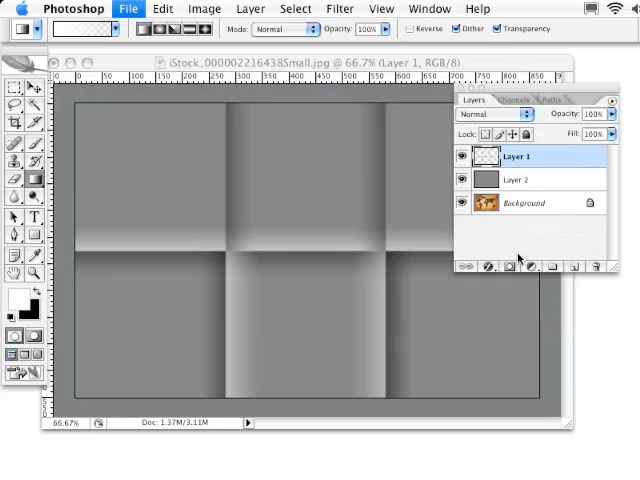 Photoshop File Edit Image Layer Select Filter View Window Help
Mode: Normal Opacity: 100% Reverse Dither Transparency
iStock_000002216438Small.jpg @ 66.7% (Layer 1, RGB/8)
Layers Channels Paths
Normal Opacity: 100%
Lock: Fill: 100%
Layer 1
Layer 2
Background
T
66.67% Doc: 1.37M/3.11M